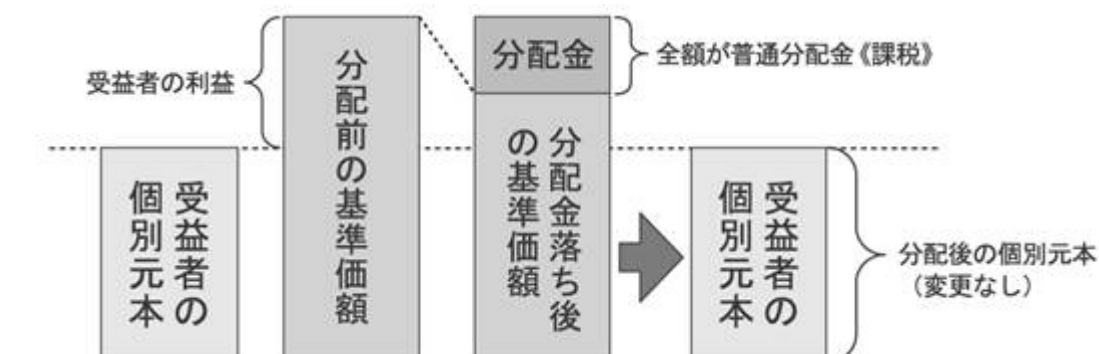 受益者の利益
受益者の
個別元本
分配前の基準価額
分配金
全額が普通分配金《課税》
分配金落ち後
の基準価額
受益者の
個別元本
分配後の個別元本
（変更なし）